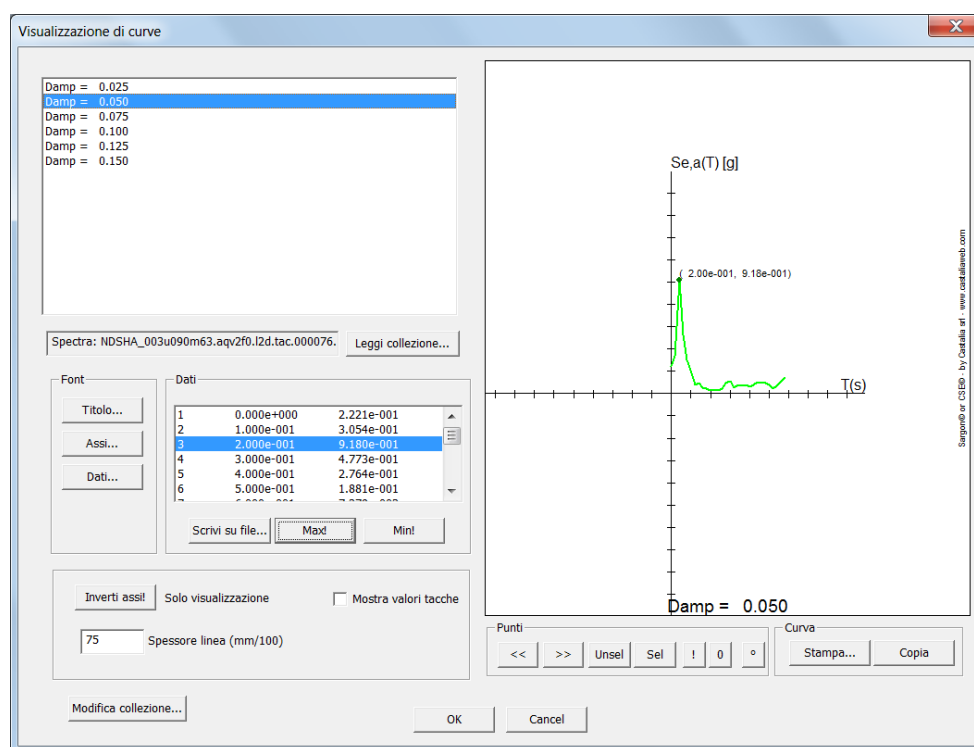 Visualizzazione di curve
Damp = 0.025
Damp = 0.050
Damp = 0.075
Damp = 0.100
Damp = 0.125
Damp = 0.150
Spectra: NDSHA_003u090m63.aqv2f0.l2d.tac.000076.
Leggi collezione...
Font
Titolo...
Assi...
Dati...
Dati
1 0.000e+000 2.221e-001
2 1.000e-001 3.054e-001
3 2.000e-001 9.180e-001
4 3.000e-001 4.773e-001
5 4.000e-001 2.764e-001
6 5.000e-001 1.881e-001
Scrivi su file...
Max!
Min!
Inverti assi!
Solo visualizzazione
Mostra valori tacche
75
Spessore linea (mm/100)
Modifica collezione...
Se,a(T) [g]
( 2.00e-001, 9.18e-001)
T(s)
Damp = 0.050
Sargon© or CSE© - by Castalia srl - www.castaliaweb.com
Punti
<<
>>
Unsel
Sel
!
0
°
Curva
Stampa...
Copia
OK
Cancel